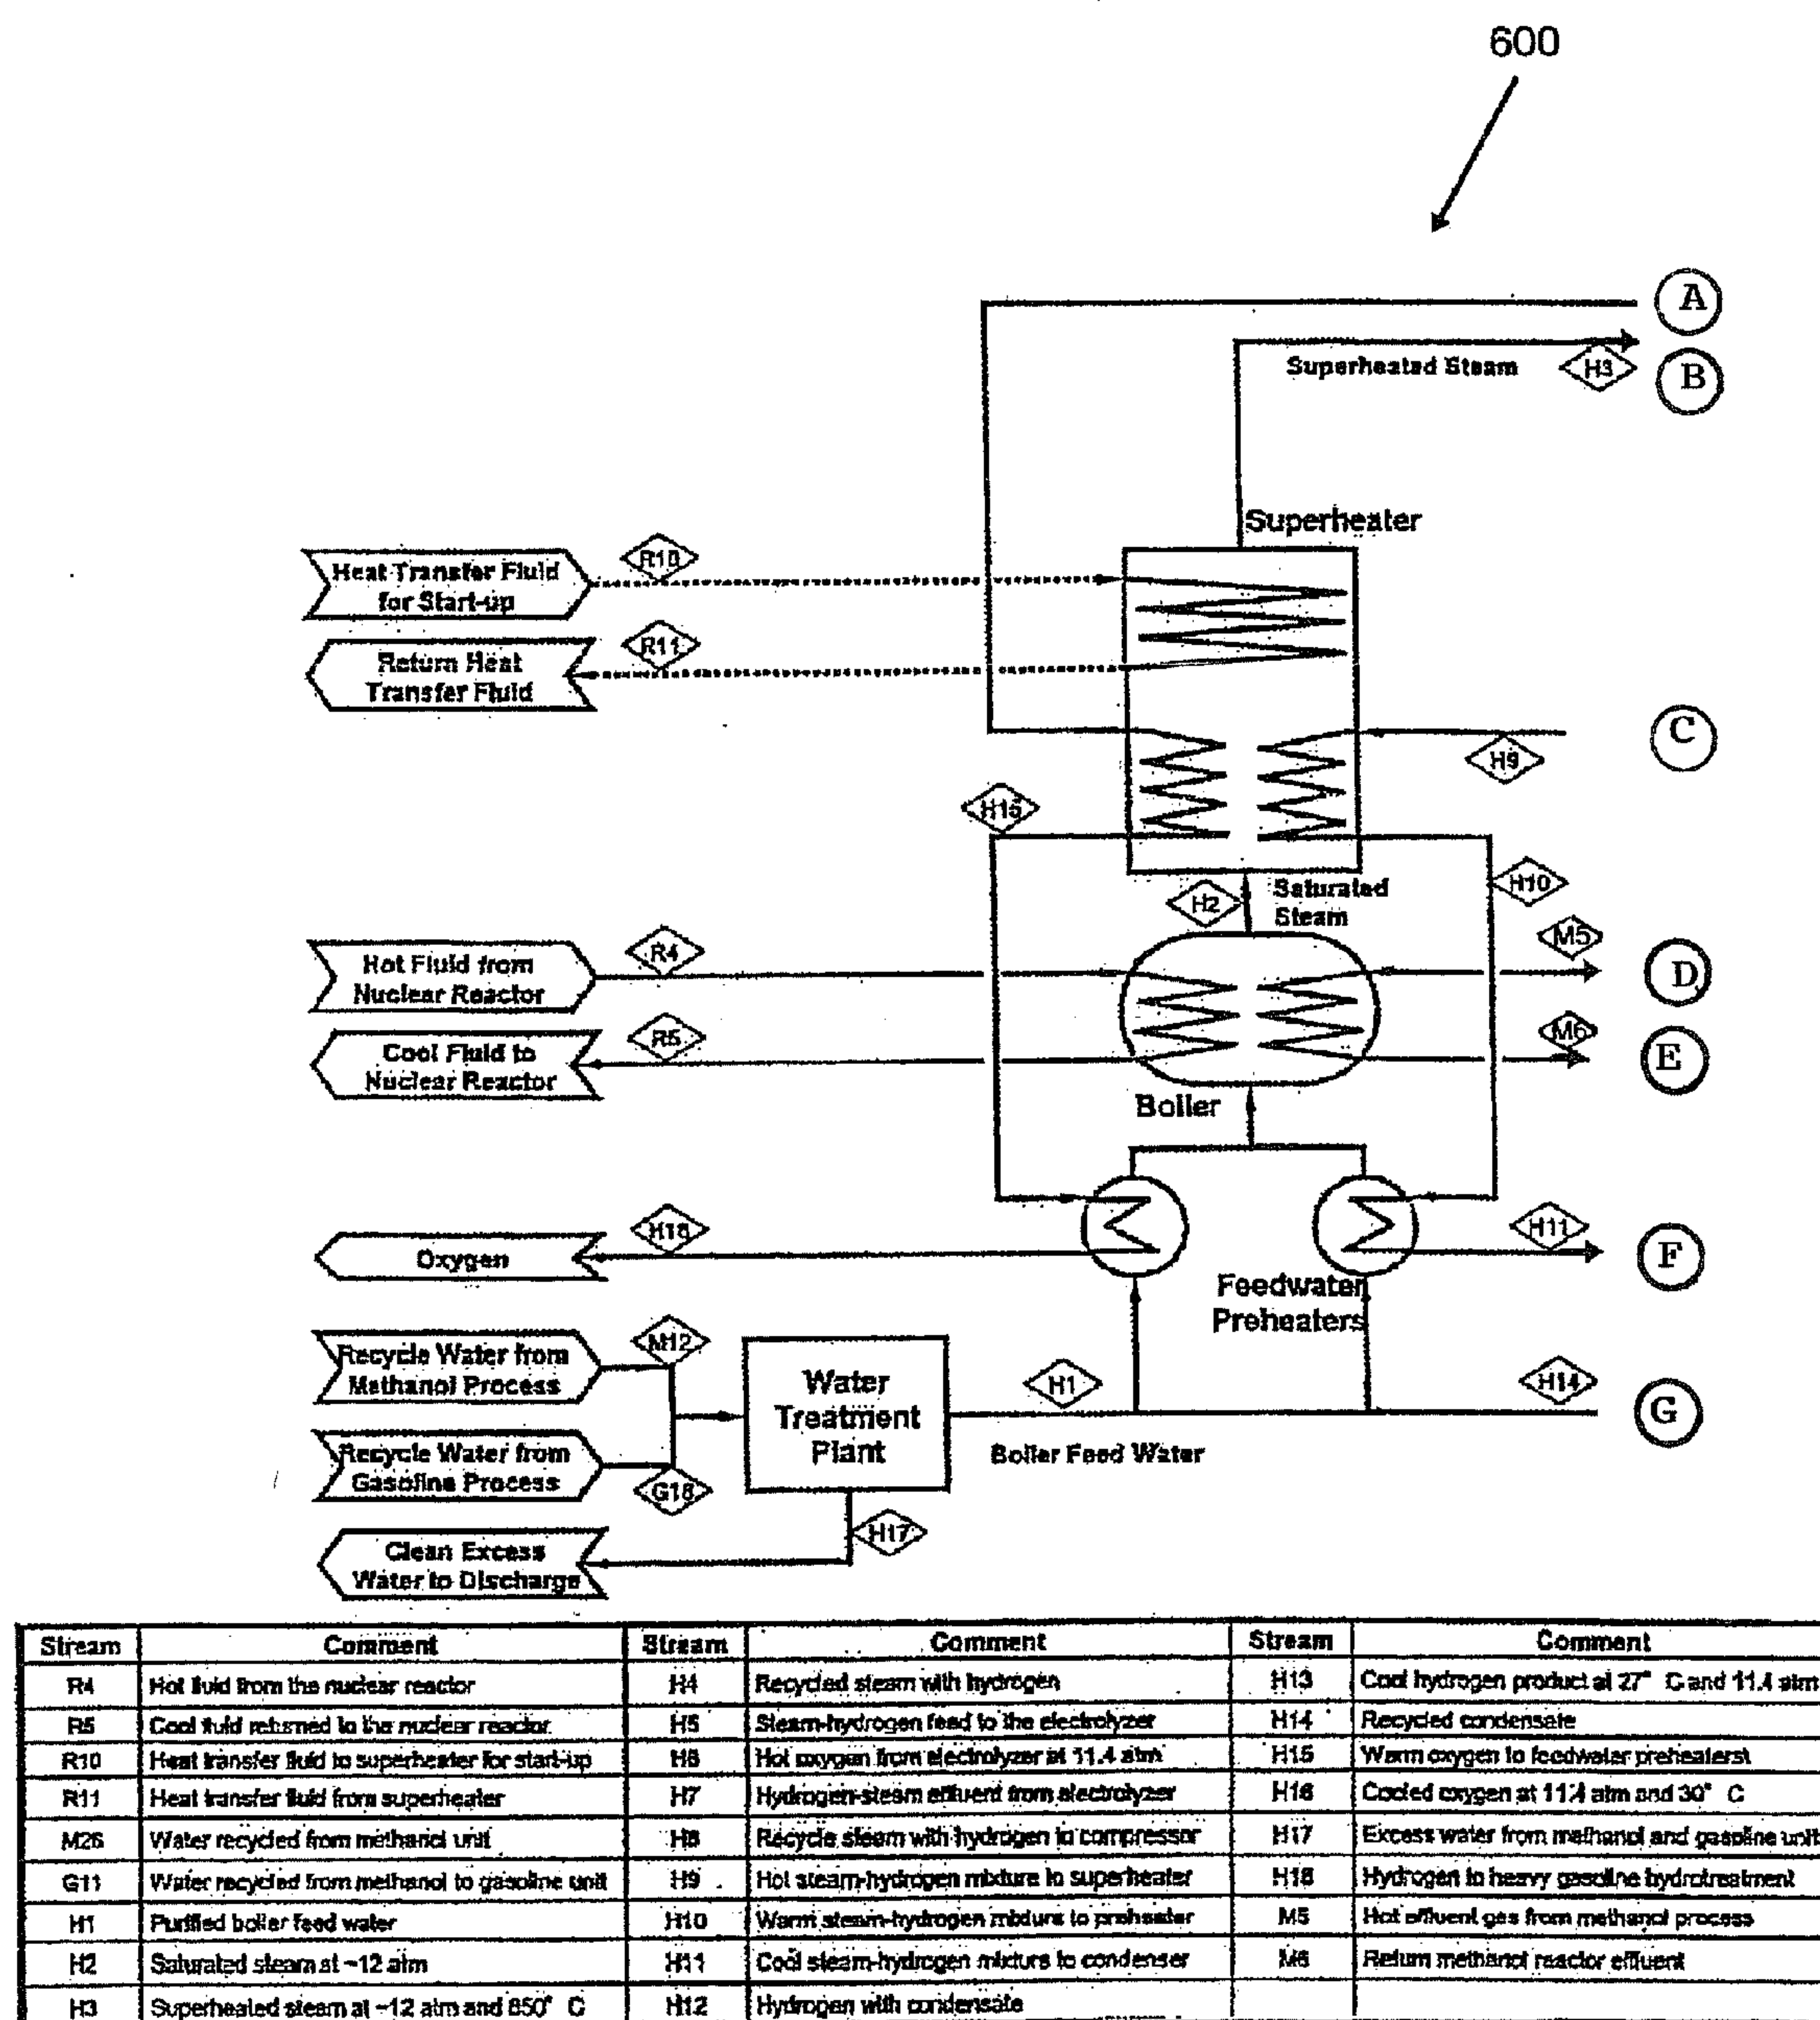 600
A
Superheated Steam
H3
B
Superheater
Heat Transfer Fluid
for Start-up
R10
Return Heat
Transfer Fluid
R11
C
H9
H15
H10
H2
Saturated
Steam
M5
Hot Fluid from
Nuclear Reactor
R4
D
M6
Cool Fluid to
Nuclear Reactor
R5
E
Boiler
Oxygen
H16
H11
F
Feedwater
Preheaters
Recycle Water from
Methanol Process
M12
Water
Treatment
Plant
H1
H14
G
Boiler Feed Water
Recycle Water from
Gasoline Process
G18
H17
Clean Excess
Water to Discharge
Stream Comment Stream Comment Stream Comment
R4 Hot fluid from the nuclear reactor H4 Recycled steam with hydrogen H13 Cool hydrogen product at 27° C and 11.4 atm
R5 Cool fluid returned to the nuclear reactor. H5 Steam-hydrogen feed to the electrolyzer H14 Recycled condensate
R10 Heat transfer fluid to superheater for start-up H6 Hot oxygen from electrolyzer at 11.4 atm H15 Warm oxygen to feedwater preheaterst
R11 Heat transfer fluid from superheater H7 Hydrogen-steam effluent from electrolyzer H16 Cooled oxygen at 11.4 atm and 30° C
M26 Water recycled from methanol unit H8 Recycle steam with hydrogen to compressor H17 Excess water from methanol and gasoline unit
G11 Water recycled from methanol to gasoline unit H9 Hot steam-hydrogen mixture to superheater H18 Hydrogen to heavy gasoline hydrotreatment
H1 Purified boiler feed water H10 Warm steam-hydrogen mixture to preheater M5 Hot effluent gas from methanol process
H2 Saturated steam at ~12 atm H11 Cool steam-hydrogen mixture to condenser M6 Return methanol reactor effluent
H3 Superheated steam at ~12 atm and 850° C H12 Hydrogen with condensate